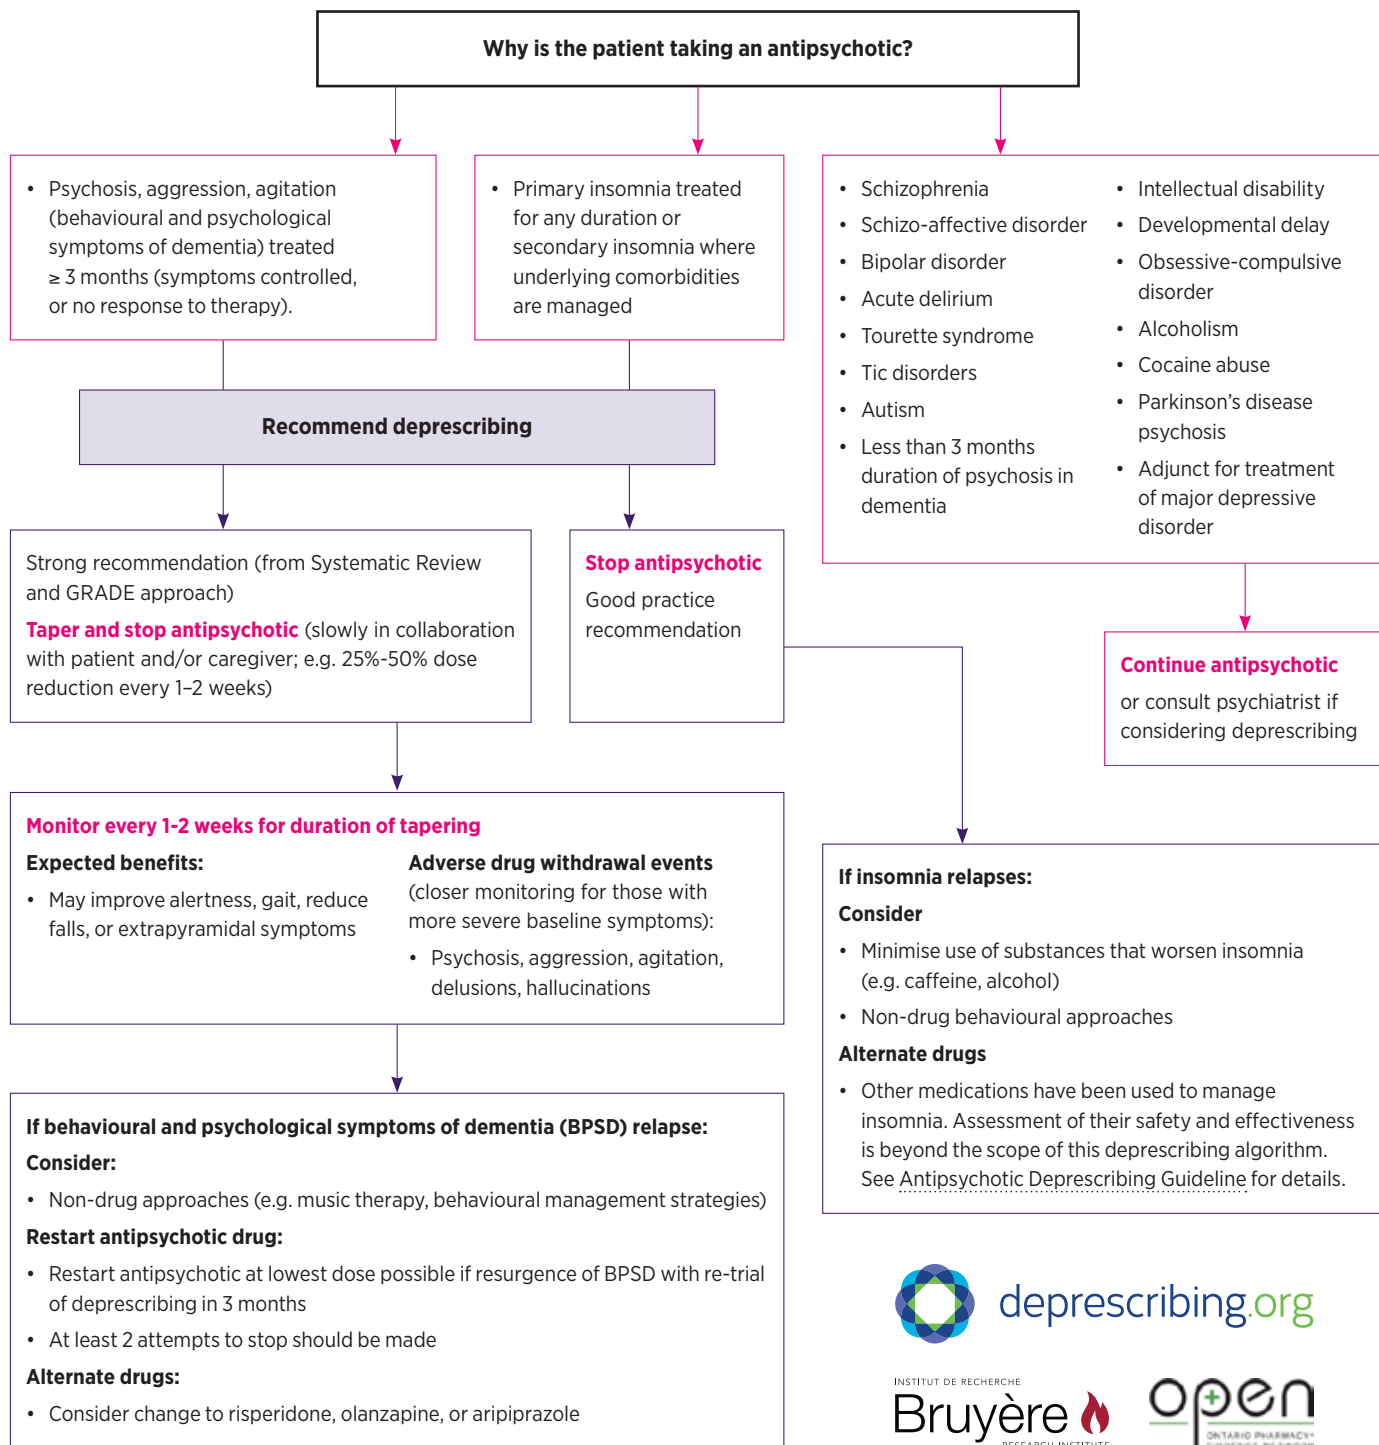 Why is the patient taking an antipsychotic?
• Psychosis, aggression, agitation
(behavioural and psychological
symptoms of dementia) treated
≥ 3 months (symptoms controlled,
or no response to therapy).
• Primary insomnia treated
for any duration or
secondary insomnia where
underlying comorbidities
are managed
• Schizophrenia
• Schizo-affective disorder
• Bipolar disorder
• Acute delirium
• Tourette syndrome
• Tic disorders
• Autism
• Less than 3 months
duration of psychosis in
dementia
• Intellectual disability
• Developmental delay
• Obsessive-compulsive
disorder
• Alcoholism
• Cocaine abuse
• Parkinson's disease
psychosis
• Adjunct for treatment
of major depressive
disorder
Recommend deprescribing
Strong recommendation (from Systematic Review
and GRADE approach)
Taper and stop antipsychotic (slowly in collaboration
with patient and/or caregiver; e.g. 25%-50% dose
reduction every 1–2 weeks)
Stop antipsychotic
Good practice
recommendation
Continue antipsychotic
or consult psychiatrist if
considering deprescribing
Monitor every 1-2 weeks for duration of tapering
Expected benefits:
• May improve alertness, gait, reduce
falls, or extrapyramidal symptoms
Adverse drug withdrawal events
(closer monitoring for those with
more severe baseline symptoms):
• Psychosis, aggression, agitation,
delusions, hallucinations
If insomnia relapses:
Consider
• Minimise use of substances that worsen insomnia
(e.g. caffeine, alcohol)
• Non-drug behavioural approaches
Alternate drugs
• Other medications have been used to manage
insomnia. Assessment of their safety and effectiveness
is beyond the scope of this deprescribing algorithm.
See Antipsychotic Deprescribing Guideline for details.
If behavioural and psychological symptoms of dementia (BPSD) relapse:
Consider:
• Non-drug approaches (e.g. music therapy, behavioural management strategies)
Restart antipsychotic drug:
• Restart antipsychotic at lowest dose possible if resurgence of BPSD with re-trial
of deprescribing in 3 months
• At least 2 attempts to stop should be made
Alternate drugs:
• Consider change to risperidone, olanzapine, or aripiprazole
deprescribing.org
INSTITUT DE RECHERCHE
Bruyère
RESEARCH INSTITUTE
open
ONTARIO PHARMACY